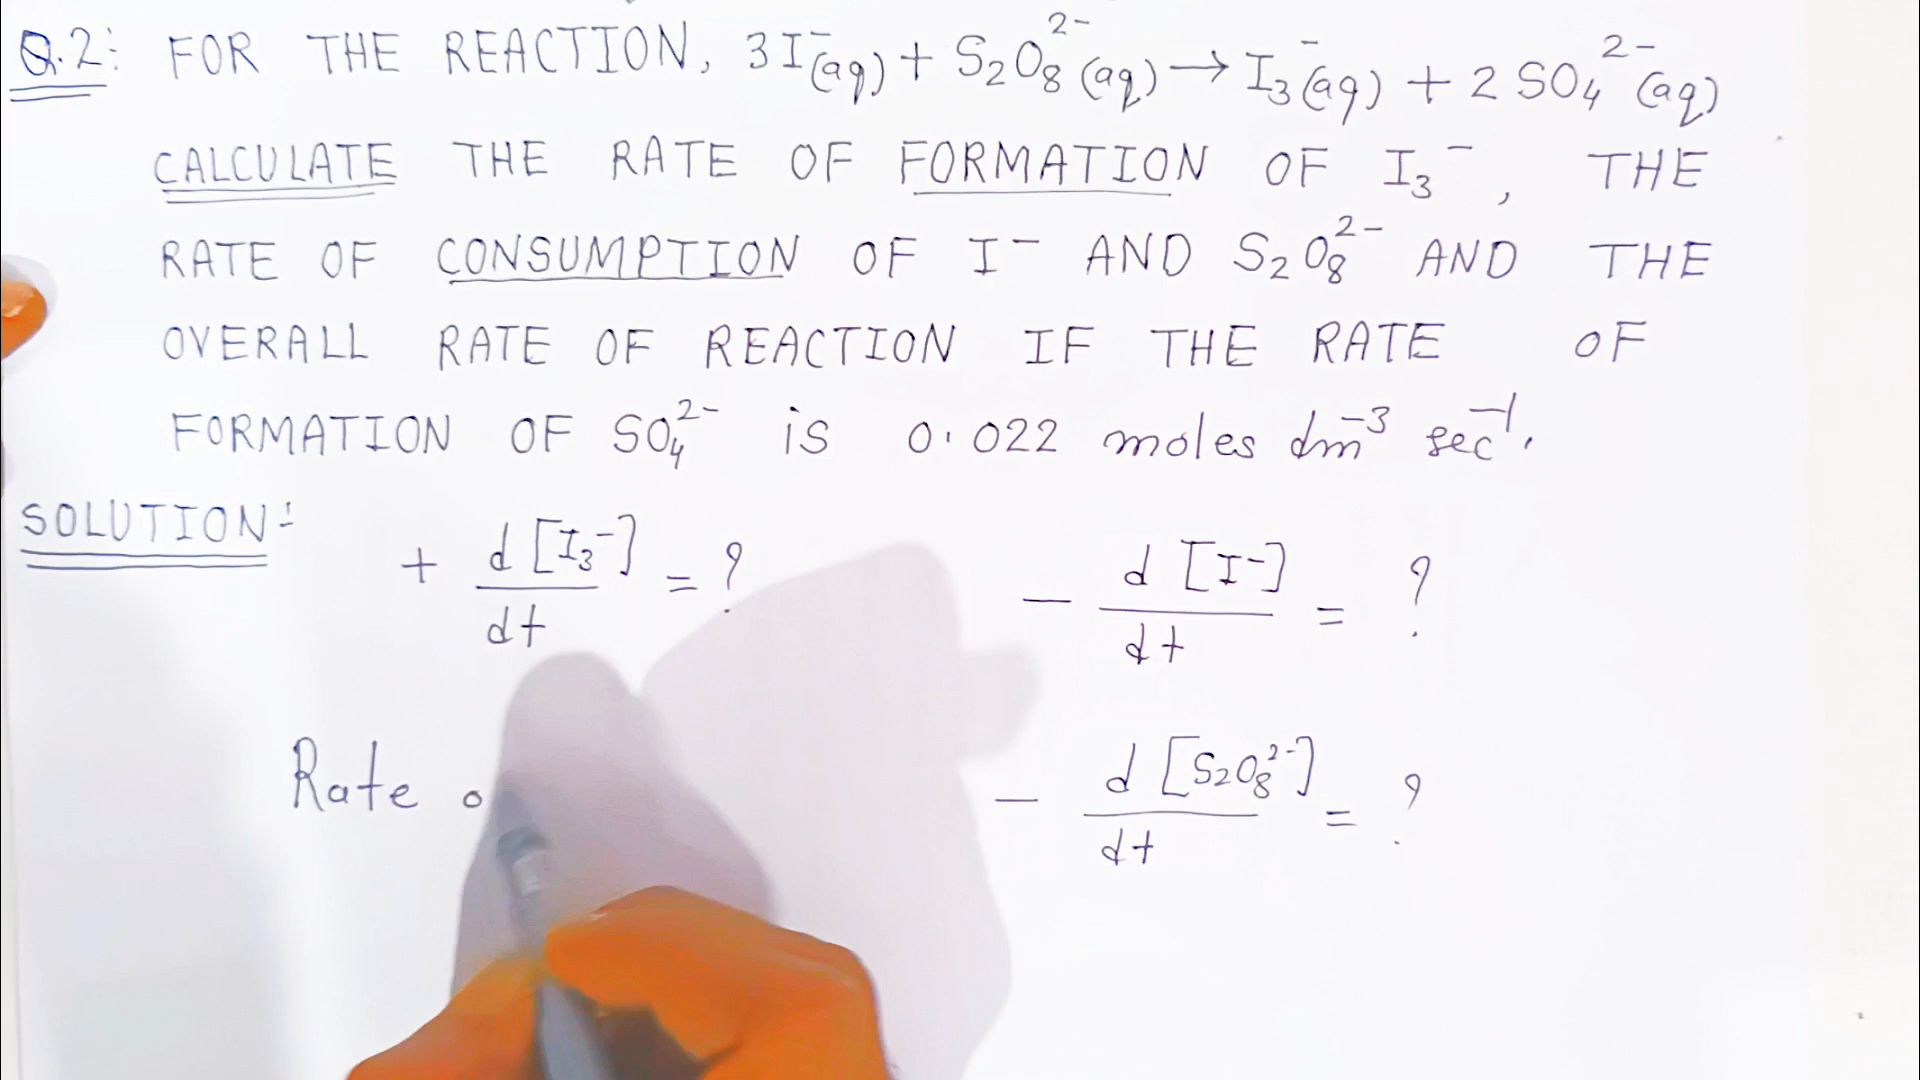 Q.2: FOR THE REACTION, 3I⁻(aq) + S₂O₈²⁻(aq) → I₃⁻(aq) + 2SO₄²⁻(aq)
CALCULATE THE RATE OF FORMATION OF I₃⁻, THE
RATE OF CONSUMPTION OF I⁻ AND S₂O₈²⁻ AND THE
OVERALL RATE OF REACTION IF THE RATE OF
FORMATION OF SO₄²⁻ is 0.022 moles dm⁻³ sec⁻¹.
SOLUTION:-
+ d[I₃⁻]/dt = ?
- d[I⁻]/dt = ?
Rate o
- d[S₂O₈²⁻]/dt = ?